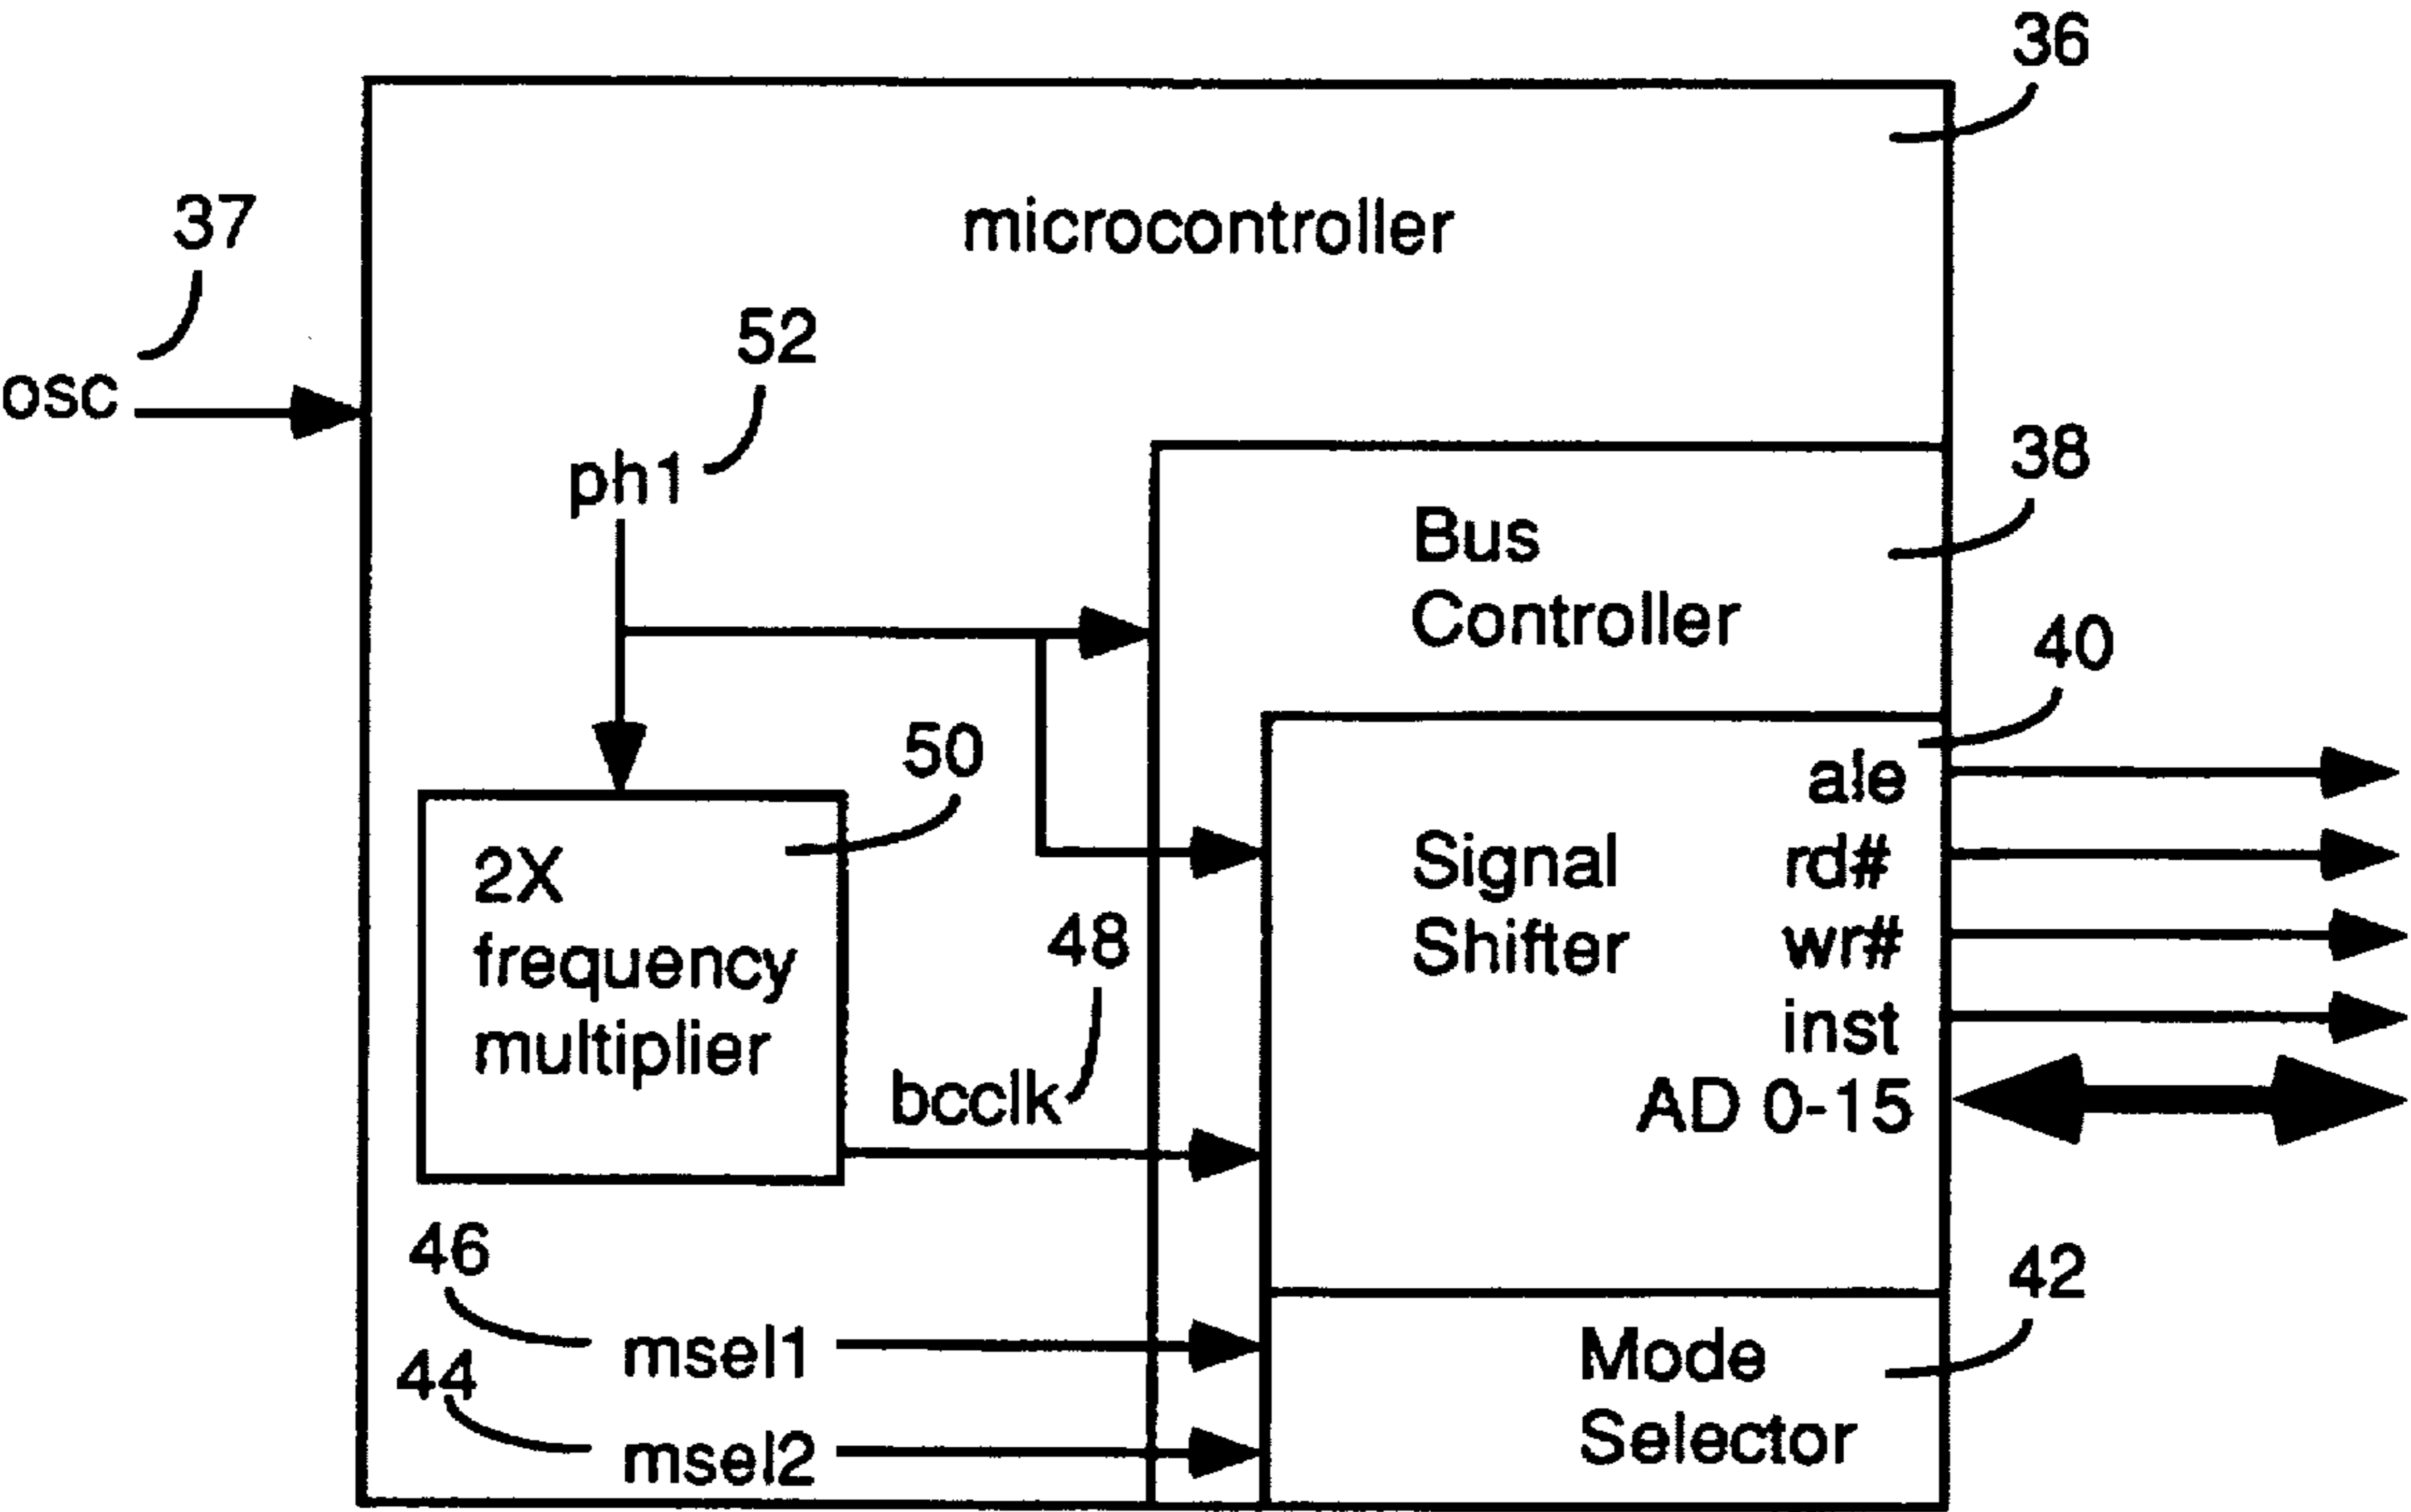 36
37
microcontroller
52
osc
ph1
38
Bus
Controller
40
50
ale
2X
frequency
multiplier
Signal
Shifter
rd#
48
wr#
inst
bcclk
AD 0-15
46
42
msel1
Mode
Selector
44
msel2